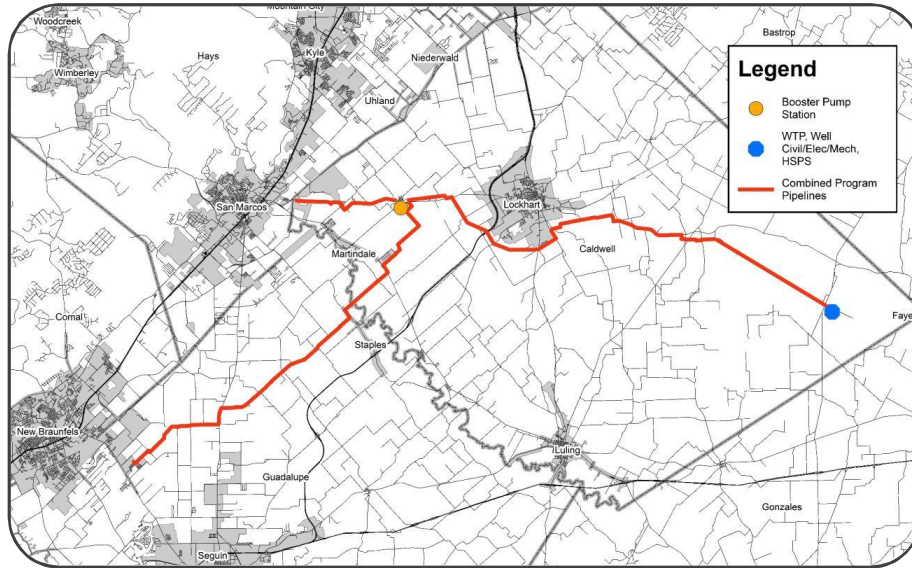 Mountain City
Woodcreek
Bastrop
Kyle
Hays
Niederwald
Wimberley
Uhland
Legend
Booster Pump
Station
WTP, Well
Civil/Elec/Mech,
HSPS
Combined Program
Pipelines
San Marcos
Lockhart
Martindale
Caldwell
Comal
Faye
Staples
New Braunfels
Luling
Guadalupe
Gonzales
Seguin